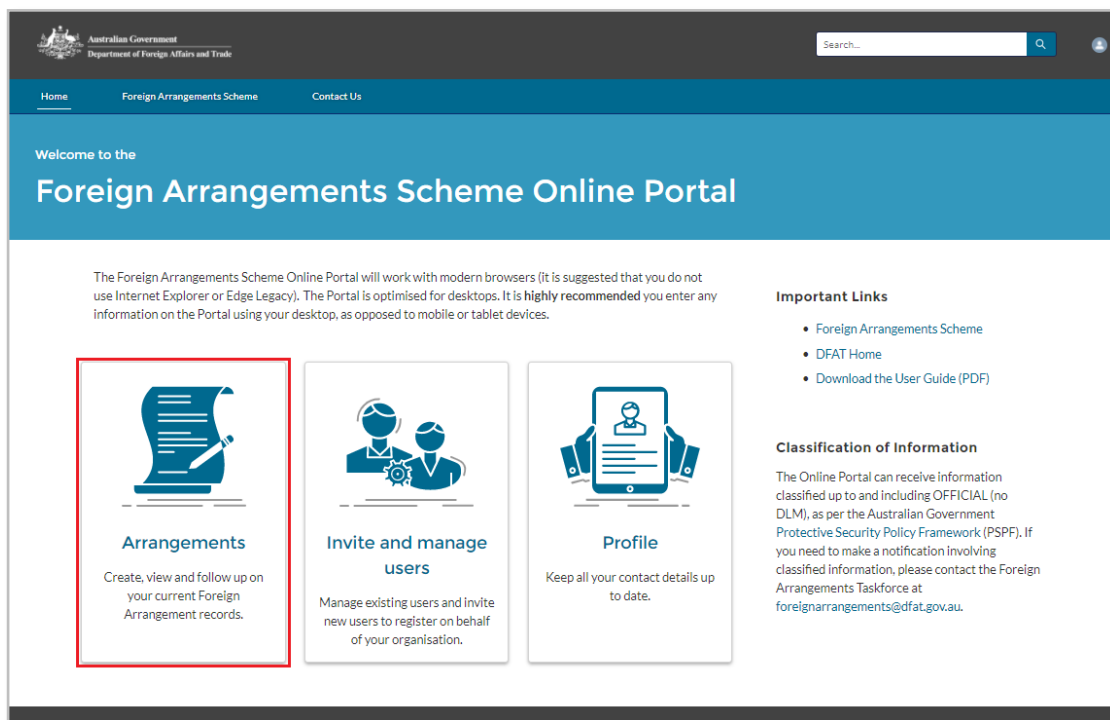 Australian Government
Department of Foreign Affairs and Trade
Search...
Home
Foreign Arrangements Scheme
Contact Us
Welcome to the
Foreign Arrangements Scheme Online Portal
The Foreign Arrangements Scheme Online Portal will work with modern browsers (it is suggested that you do not
use Internet Explorer or Edge Legacy). The Portal is optimised for desktops. It is highly recommended you enter any
information on the Portal using your desktop, as opposed to mobile or tablet devices.
Arrangements
Create, view and follow up on
your current Foreign
Arrangement records.
Invite and manage
users
Manage existing users and invite
new users to register on behalf
of your organisation.
Profile
Keep all your contact details up
to date.
Important Links
• Foreign Arrangements Scheme
• DFAT Home
• Download the User Guide (PDF)
Classification of Information
The Online Portal can receive information
classified up to and including OFFICIAL (no
DLM), as per the Australian Government
Protective Security Policy Framework (PSPF). If
you need to make a notification involving
classified information, please contact the Foreign
Arrangements Taskforce at
foreignarrangements@dfat.gov.au.